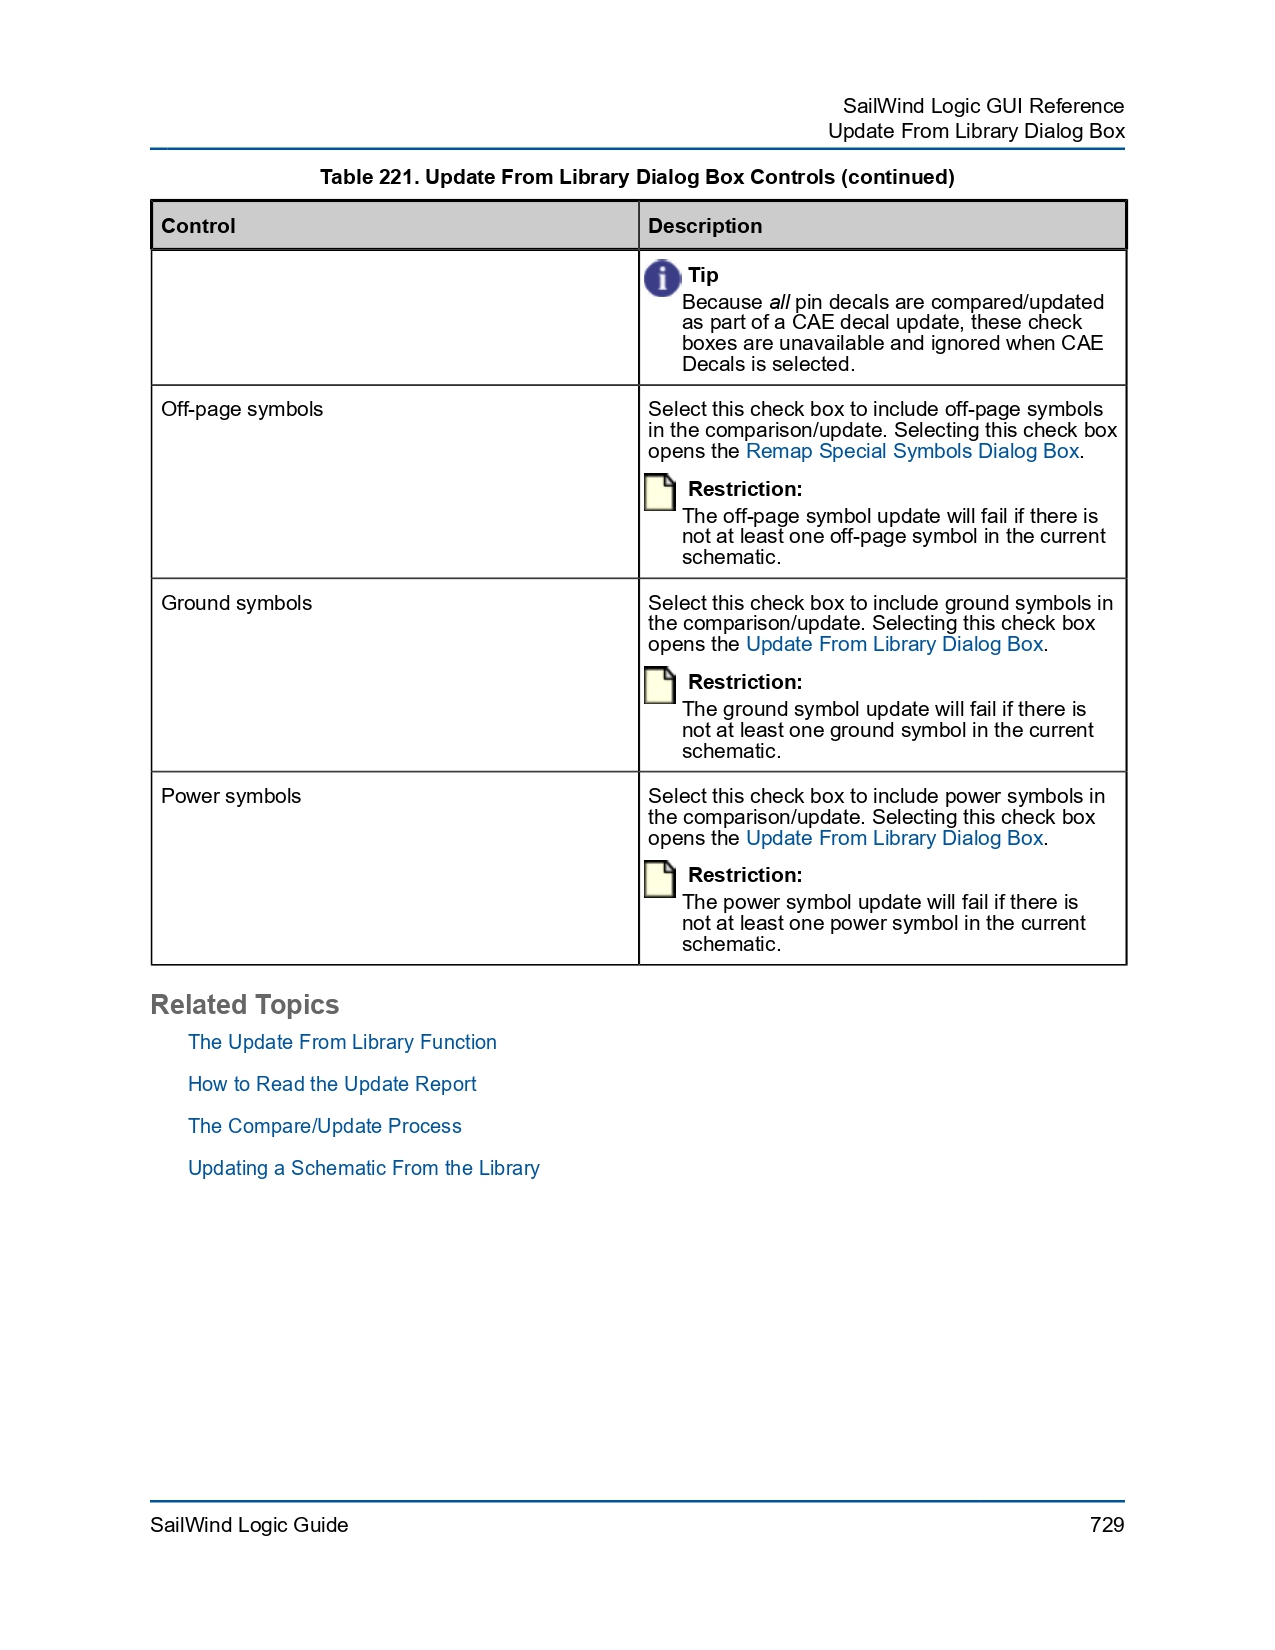 SailWind Logic GUI Reference
Update From Library Dialog Box
Table 221. Update From Library Dialog Box Controls (continued)
Control
Description
Tip
Because all pin decals are compared/updated
as part of a CAE decal update, these check
boxes are unavailable and ignored when CAE
Decals is selected.
Off-page symbols
Select this check box to include off-page symbols
in the comparison/update. Selecting this check box
opens the Remap Special Symbols Dialog Box.
Restriction:
The off-page symbol update will fail if there is
not at least one off-page symbol in the current
schematic.
Ground symbols
Select this check box to include ground symbols in
the comparison/update. Selecting this check box
opens the Update From Library Dialog Box.
Restriction:
The ground symbol update will fail if there is
not at least one ground symbol in the current
schematic.
Power symbols
Select this check box to include power symbols in
the comparison/update. Selecting this check box
opens the Update From Library Dialog Box.
Restriction:
The power symbol update will fail if there is
not at least one power symbol in the current
schematic.
Related Topics
The Update From Library Function
How to Read the Update Report
The Compare/Update Process
Updating a Schematic From the Library
SailWind Logic Guide
729